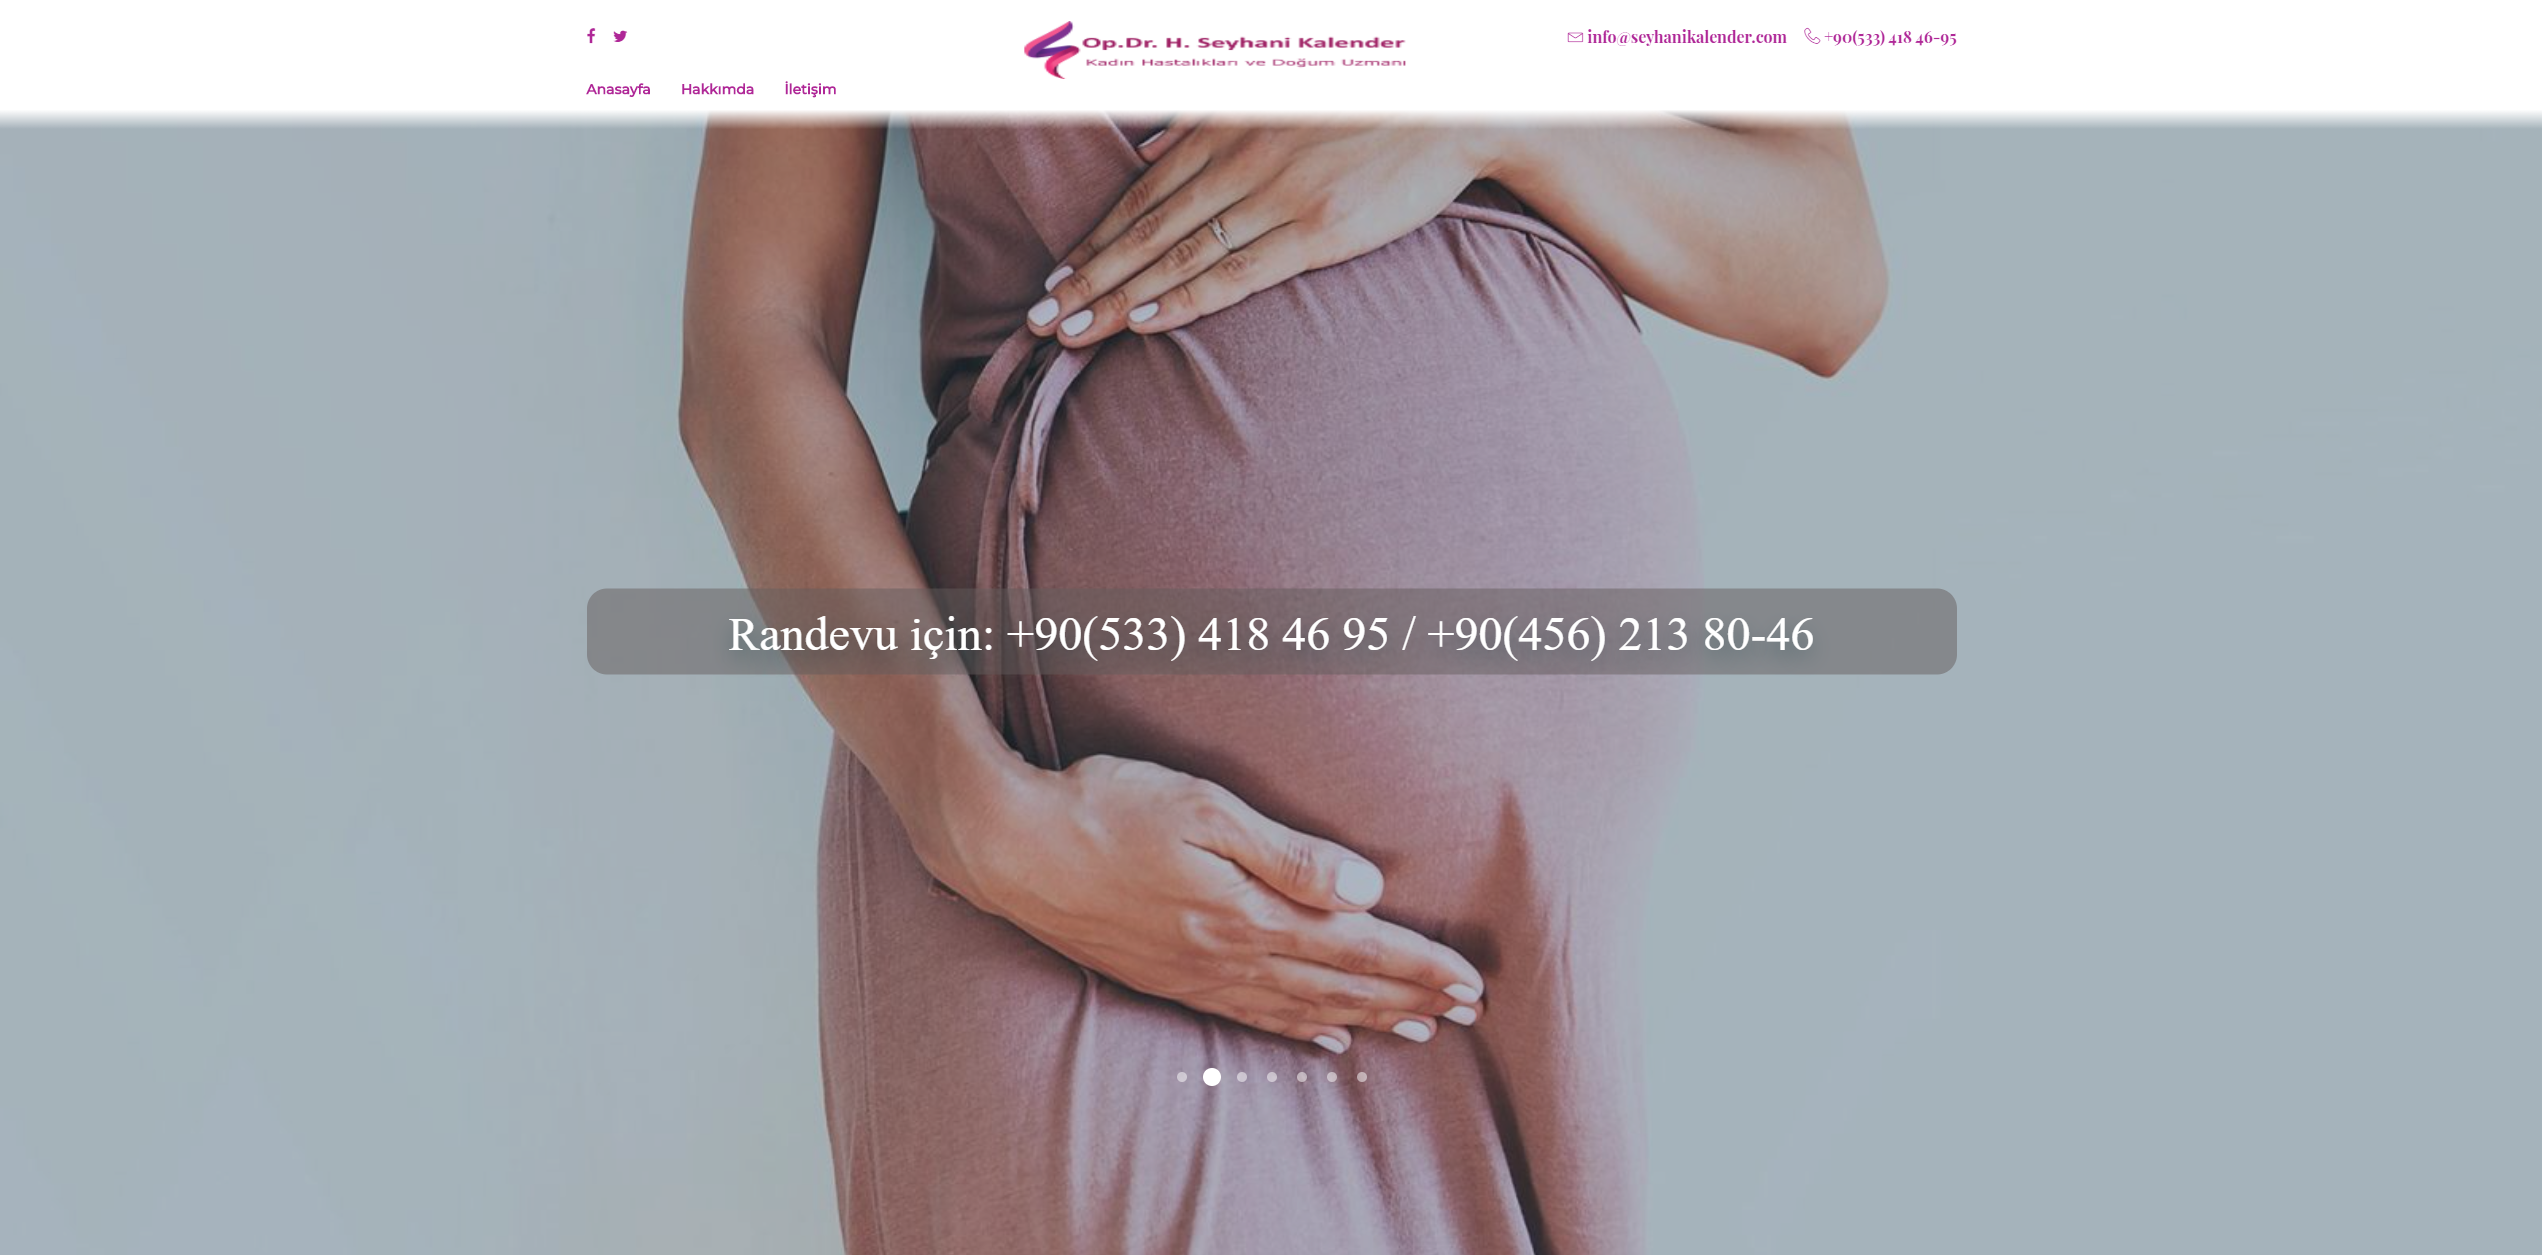 Op.Dr. H. Seyhani Kalender
Kadın Hastalıkları ve Doğum Uzmanı
info@seyhanikalender.com
+90(533) 418 46-95
Anasayfa
Hakkımda
İletişim
Randevu için: +90(533) 418 46 95 / +90(456) 213 80-46